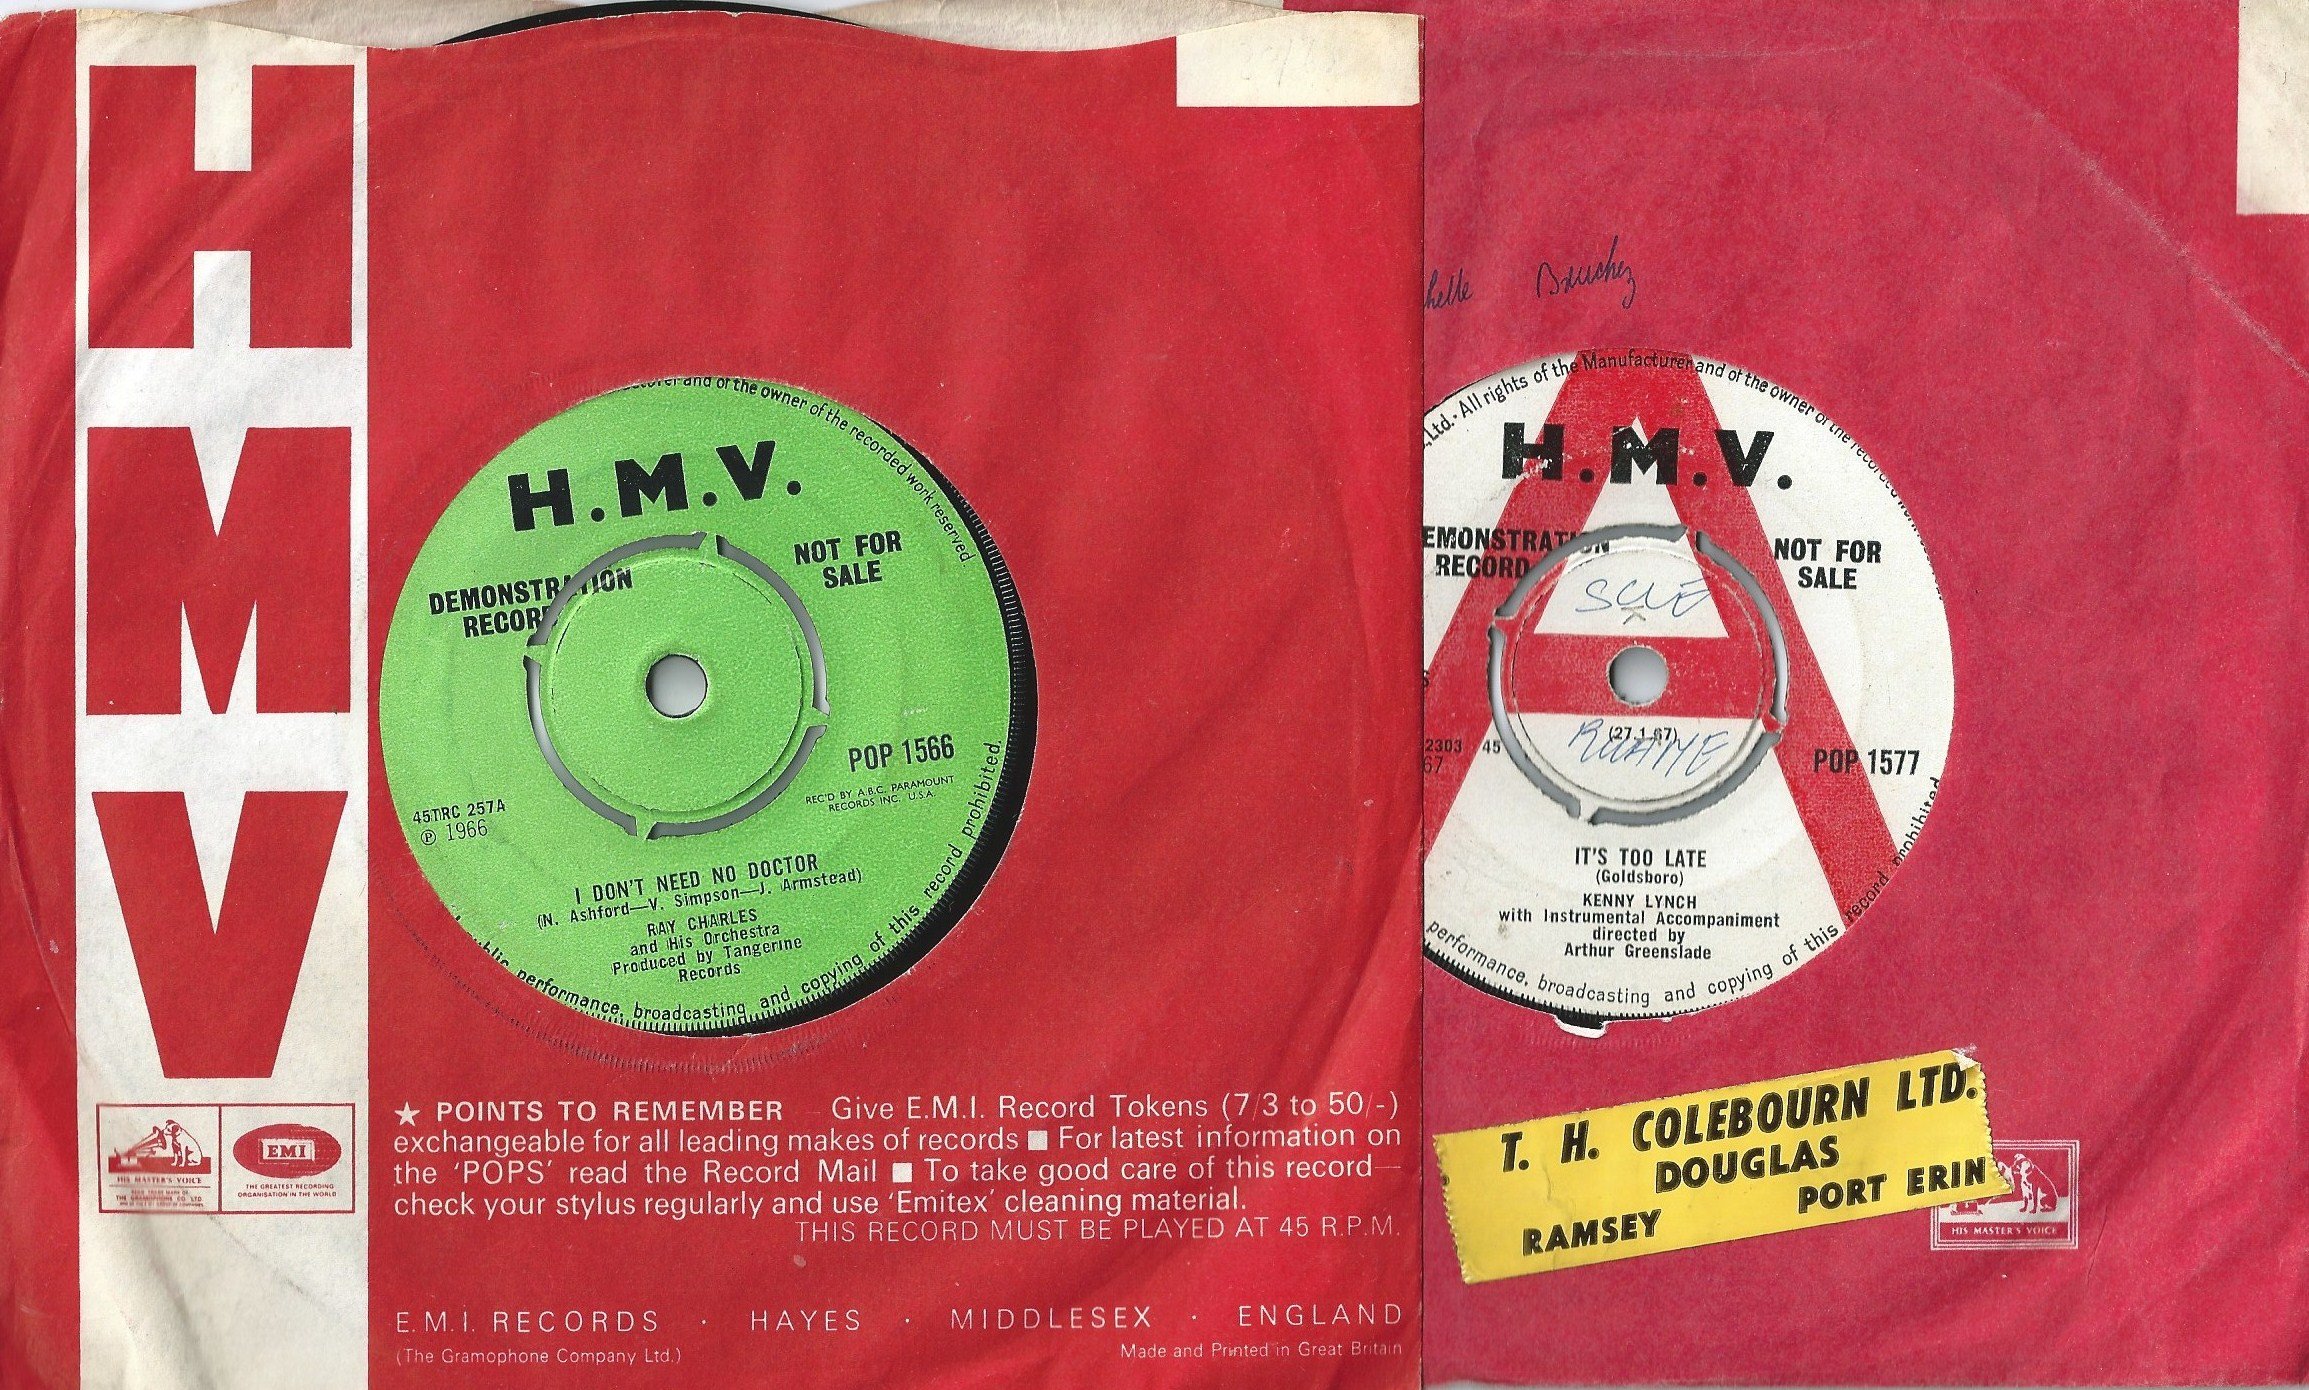 HMV
...turer and of the owner of the recorded work reserved
H.M.V.
DEMONSTRATION
RECORD
NOT FOR
SALE
POP 1566
REC'D BY A.B.C. PARAMOUNT
RECORDS INC. U.S.A.
45TRC 257A
℗ 1966
I DON'T NEED NO DOCTOR
(N. Ashford—V. Simpson—J. Armstead)
RAY CHARLES
and His Orchestra
Produced by Tangerine
Records
performance, broadcasting and copying of this record prohibited.
HIS MASTER'S VOICE
EMI
THE GREATEST RECORDING
ORGANISATION IN THE WORLD
★ POINTS TO REMEMBER Give E.M.I. Record Tokens (7/3 to 50/-)
exchangeable for all leading makes of records ■ For latest information on
the 'POPS' read the Record Mail ■ To take good care of this record—
check your stylus regularly and use 'Emitex' cleaning material.
THIS RECORD MUST BE PLAYED AT 45 R.P.M.
E.M.I. RECORDS · HAYES · MIDDLESEX · ENGLAND
(The Gramophone Company Ltd.)
Made and Printed in Great Britain
Ltd. · All rights of the Manufacturer and of the owner of the recorded work
H.M.V.
EMONSTRATION
RECORD
NOT FOR
SALE
SUE
(27.1.67)
2303 45
67
POP 1577
IT'S TOO LATE
(Goldsboro)
KENNY LYNCH
with Instrumental Accompaniment
directed by
Arthur Greenslade
performance, broadcasting and copying of this record prohibited
T. H. COLEBOURN LTD.
DOUGLAS
RAMSEY PORT ERIN
HIS MASTER'S VOICE